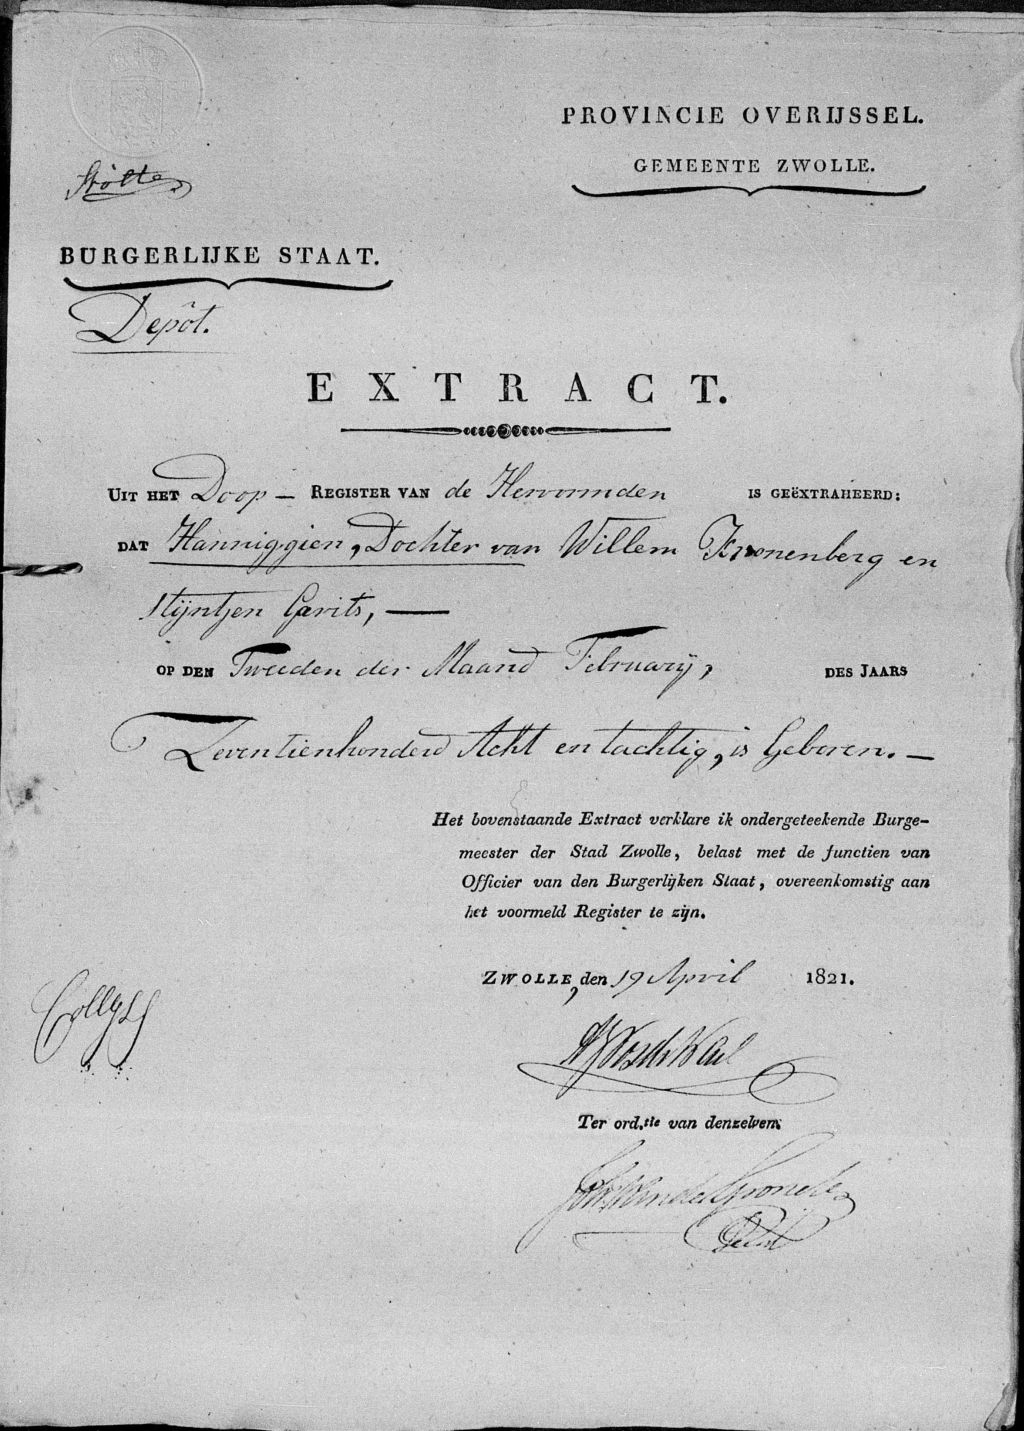 PROVINCIE OVERIJSSEL.
GEMEENTE ZWOLLE.
BURGERLIJKE STAAT.
Depôt.
EXTRACT.
UIT HET Doop – REGISTER VAN de Hervormden IS GEËXTRAHEERD:
DAT Hanniggien, Dochter van Willem Kronenberg en
Stijntjen Gerits, —
OP DEN Tweeden der Maand February, DES JAARS
Zeventienhonderd Acht en tachtig, is Geboren. —
Het bovenstaande Extract verklare ik ondergeteekende Burge-
meester der Stad Zwolle, belast met de functien van
Officier van den Burgerlijken Staat, overeenkomstig aan
het voormeld Register te zijn.
ZWOLLE, den 19 April 1821.
Ter ord.tie van denzelven: